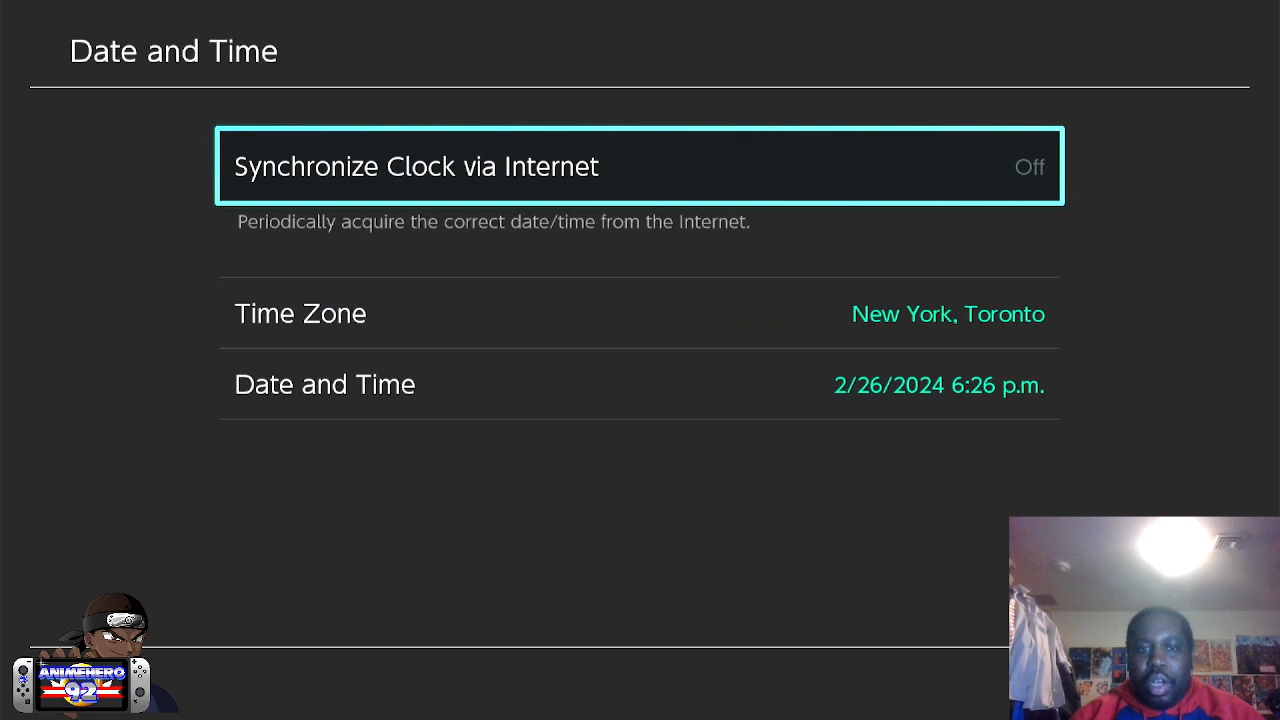 Date and Time
Synchronize Clock via Internet Off
Periodically acquire the correct date/time from the Internet.
Time Zone New York, Toronto
Date and Time 2/26/2024 6:26 p.m.
ANIMEHERO
92